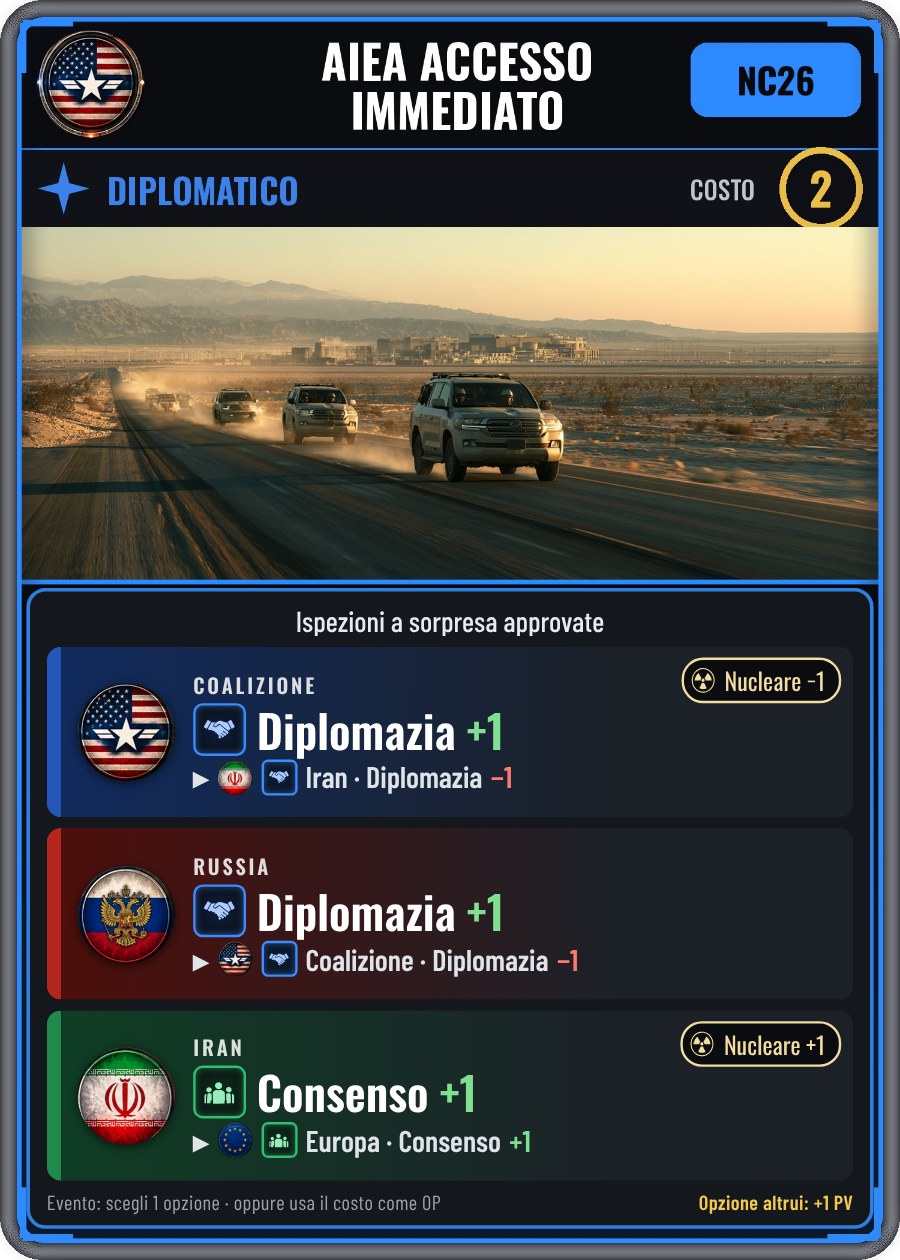 AIEA ACCESSO
IMMEDIATO
NC26
DIPLOMATICO
COSTO
2
Ispezioni a sorpresa approvate
COALIZIONE
Nucleare −1
Diplomazia +1
▶ Iran · Diplomazia −1
RUSSIA
Diplomazia +1
▶ Coalizione · Diplomazia −1
IRAN
Nucleare +1
Consenso +1
▶ Europa · Consenso +1
Evento: scegli 1 opzione · oppure usa il costo come OP
Opzione altrui: +1 PV